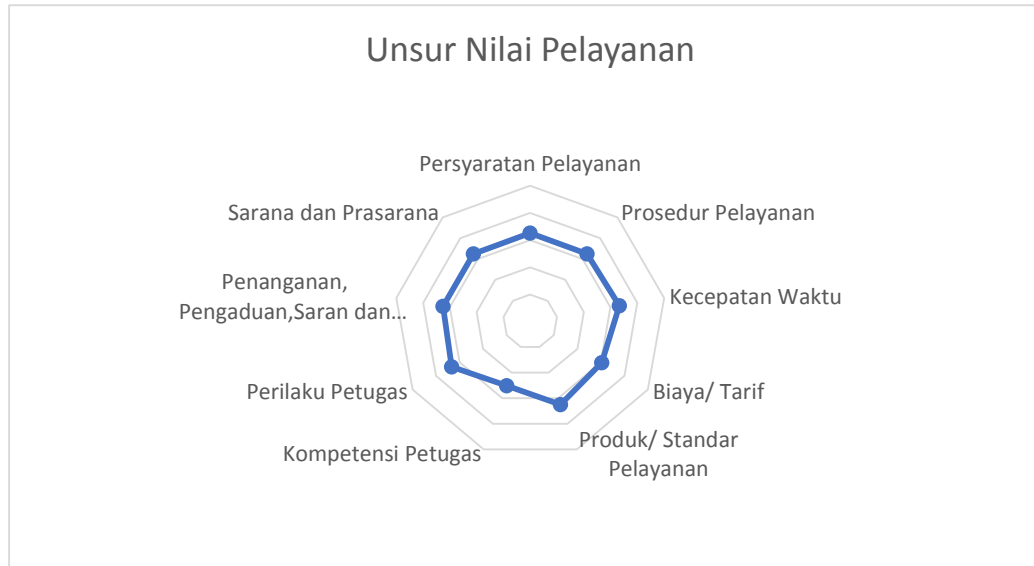 Unsur Nilai Pelayanan
Persyaratan Pelayanan
Prosedur Pelayanan
Kecepatan Waktu
Biaya/ Tarif
Produk/ Standar
Pelayanan
Kompetensi Petugas
Perilaku Petugas
Penanganan,
Pengaduan,Saran dan...
Sarana dan Prasarana